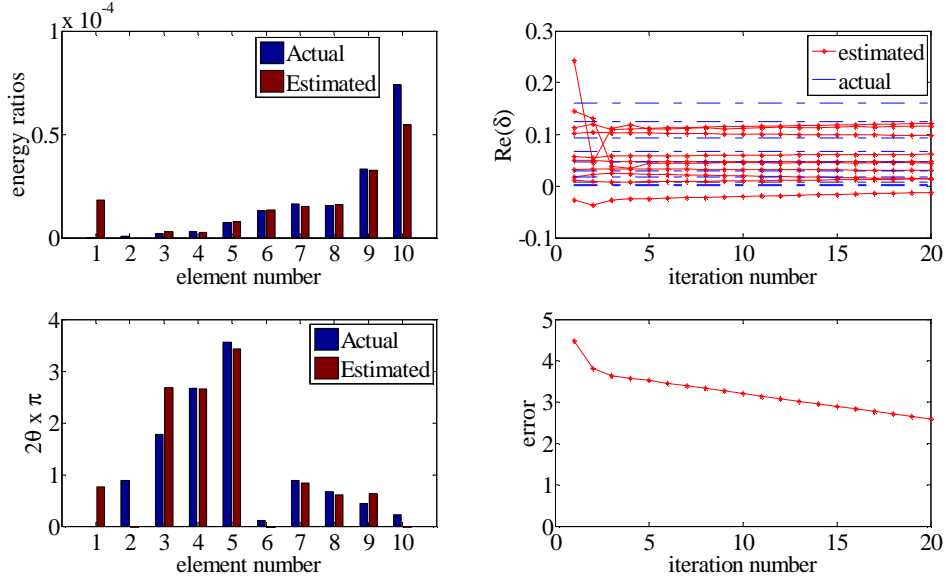 1 x 10^-4
Actual
Estimated
0.5
0
energy ratios
1 2 3 4 5 6 7 8 9 10
element number
0.3
0.2
0.1
0
-0.1
Re(δ)
estimated
actual
0 5 10 15 20
iteration number
4
3
2
1
0
2θ x π
Actual
Estimated
1 2 3 4 5 6 7 8 9 10
element number
5
4
3
2
1
0
error
0 5 10 15 20
iteration number